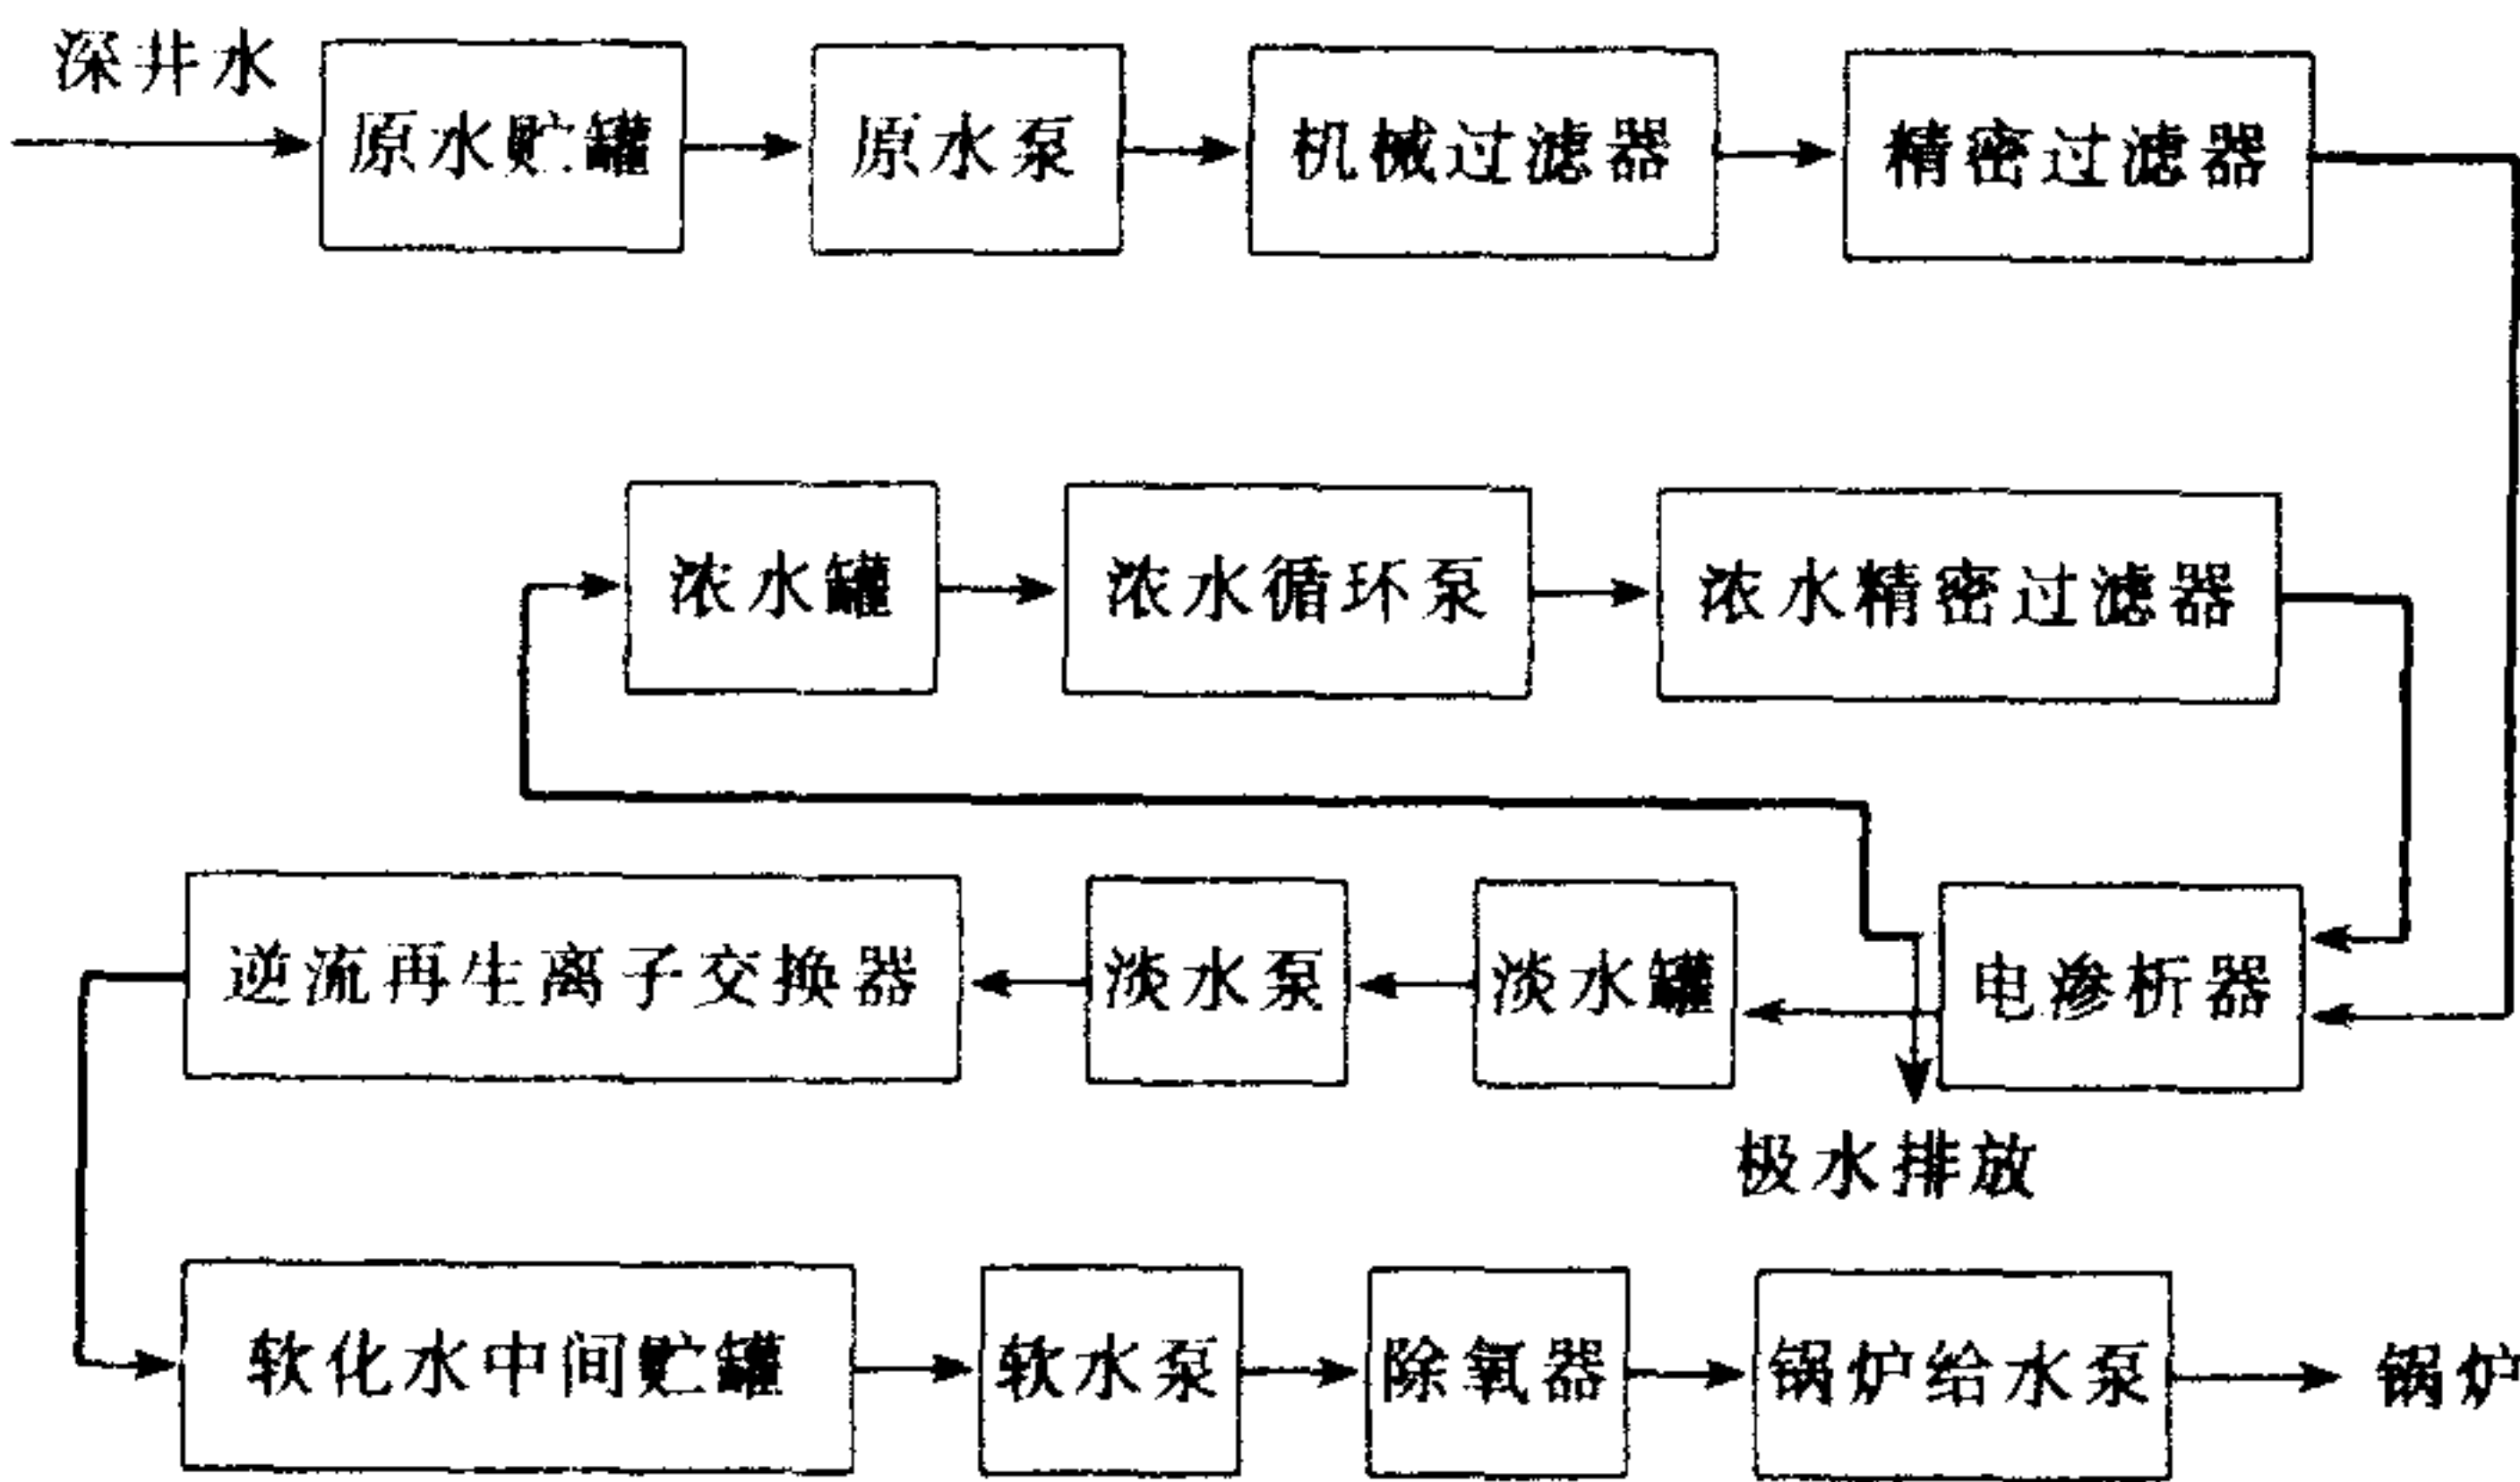 深井水
原水贮罐
原水泵
机械过滤器
精密过滤器
浓水罐
浓水循环泵
浓水精密过滤器
逆流再生离子交换器
淡水泵
淡水罐
电渗析器
极水排放
软化水中间贮罐
软水泵
除氧器
锅炉给水泵
锅炉